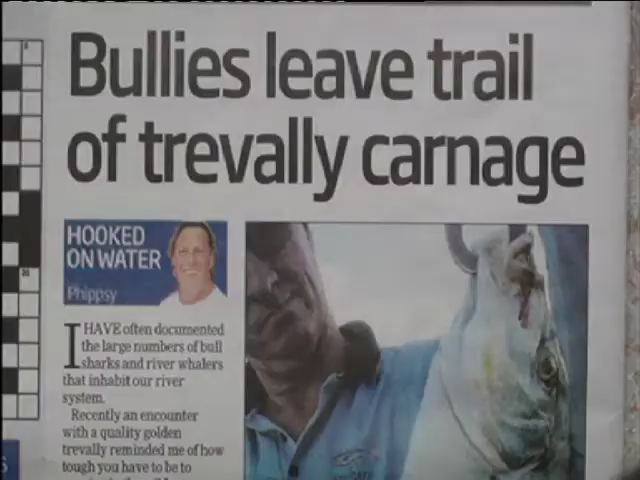 Bullies leave trail
of trevally carnage
HOOKED
ON WATER
Phippsy
I HAVE often documented
the large numbers of bull
sharks and river whalers
that inhabit our river
system.
Recently an encounter
with a quality golden
trevally reminded me of how
tough you have to be to